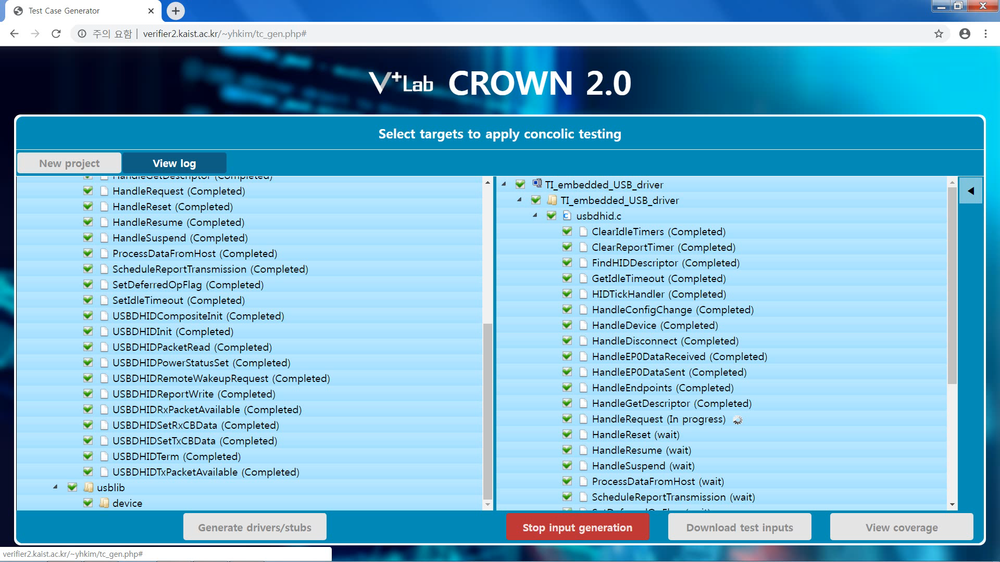 Test Case Generator
주의 요함 | verifier2.kaist.ac.kr/~yhkim/tc_gen.php#
V+Lab CROWN 2.0
Select targets to apply concolic testing
New project
View log
HandleGetDescriptor (Completed)
HandleRequest (Completed)
HandleReset (Completed)
HandleResume (Completed)
HandleSuspend (Completed)
ProcessDataFromHost (Completed)
ScheduleReportTransmission (Completed)
SetDeferredOpFlag (Completed)
SetIdleTimeout (Completed)
USBDHIDCompositeInit (Completed)
USBDHIDInit (Completed)
USBDHIDPacketRead (Completed)
USBDHIDPowerStatusSet (Completed)
USBDHIDRemoteWakeupRequest (Completed)
USBDHIDReportWrite (Completed)
USBDHIDRxPacketAvailable (Completed)
USBDHIDSetRxCBData (Completed)
USBDHIDSetTxCBData (Completed)
USBDHIDTerm (Completed)
USBDHIDTxPacketAvailable (Completed)
usblib
device
TI_embedded_USB_driver
TI_embedded_USB_driver
usbdhid.c
ClearIdleTimers (Completed)
ClearReportTimer (Completed)
FindHIDDescriptor (Completed)
GetIdleTimeout (Completed)
HIDTickHandler (Completed)
HandleConfigChange (Completed)
HandleDevice (Completed)
HandleDisconnect (Completed)
HandleEP0DataReceived (Completed)
HandleEP0DataSent (Completed)
HandleEndpoints (Completed)
HandleGetDescriptor (Completed)
HandleRequest (In progress)
HandleReset (wait)
HandleResume (wait)
HandleSuspend (wait)
ProcessDataFromHost (wait)
ScheduleReportTransmission (wait)
SetDeferredOpFlag (wait)
Generate drivers/stubs
Stop input generation
Download test inputs
View coverage
verifier2.kaist.ac.kr/~yhkim/tc_gen.php#